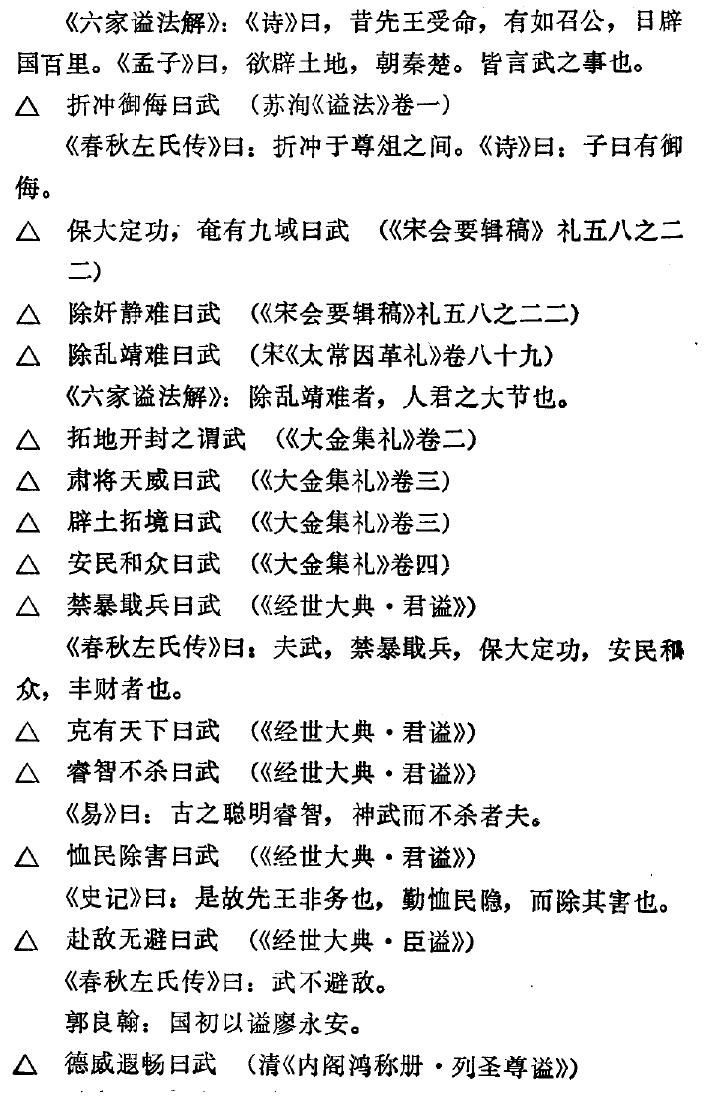 《六家谥法解》：《诗》曰，昔先王受命，有如召公，日辟
国百里。《孟子》曰，欲辟土地，朝秦楚。皆言武之事也。
△ 折冲御侮曰武 （苏洵《谥法》卷一）
《春秋左氏传》曰：折冲于尊俎之间。《诗》曰：子曰有御
侮。
△ 保大定功，奄有九域曰武 （《宋会要辑稿》礼五八之二
二）
△ 除奸静难曰武 （《宋会要辑稿》礼五八之二二）
△ 除乱靖难曰武 （宋《太常因革礼》卷八十九）
《六家谥法解》：除乱靖难者，人君之大节也。
△ 拓地开封之谓武 （《大金集礼》卷二）
△ 肃将天威曰武 （《大金集礼》卷三）
△ 辟土拓境曰武 （《大金集礼》卷三）
△ 安民和众曰武 （《大金集礼》卷四）
△ 禁暴戢兵曰武 （《经世大典·君谥》）
《春秋左氏传》曰：夫武，禁暴戢兵，保大定功，安民和
众，丰财者也。
△ 克有天下曰武 （《经世大典·君谥》）
△ 睿智不杀曰武 （《经世大典·君谥》）
《易》曰：古之聪明睿智，神武而不杀者夫。
△ 恤民除害曰武 （《经世大典·君谥》）
《史记》曰：是故先王非务也，勤恤民隐，而除其害也。
△ 赴敌无避曰武 （《经世大典·臣谥》）
《春秋左氏传》曰：武不避敌。
郭良翰：国初以谥廖永安。
△ 德威遐畅曰武 （清《内阁鸿称册·列圣尊谥》）